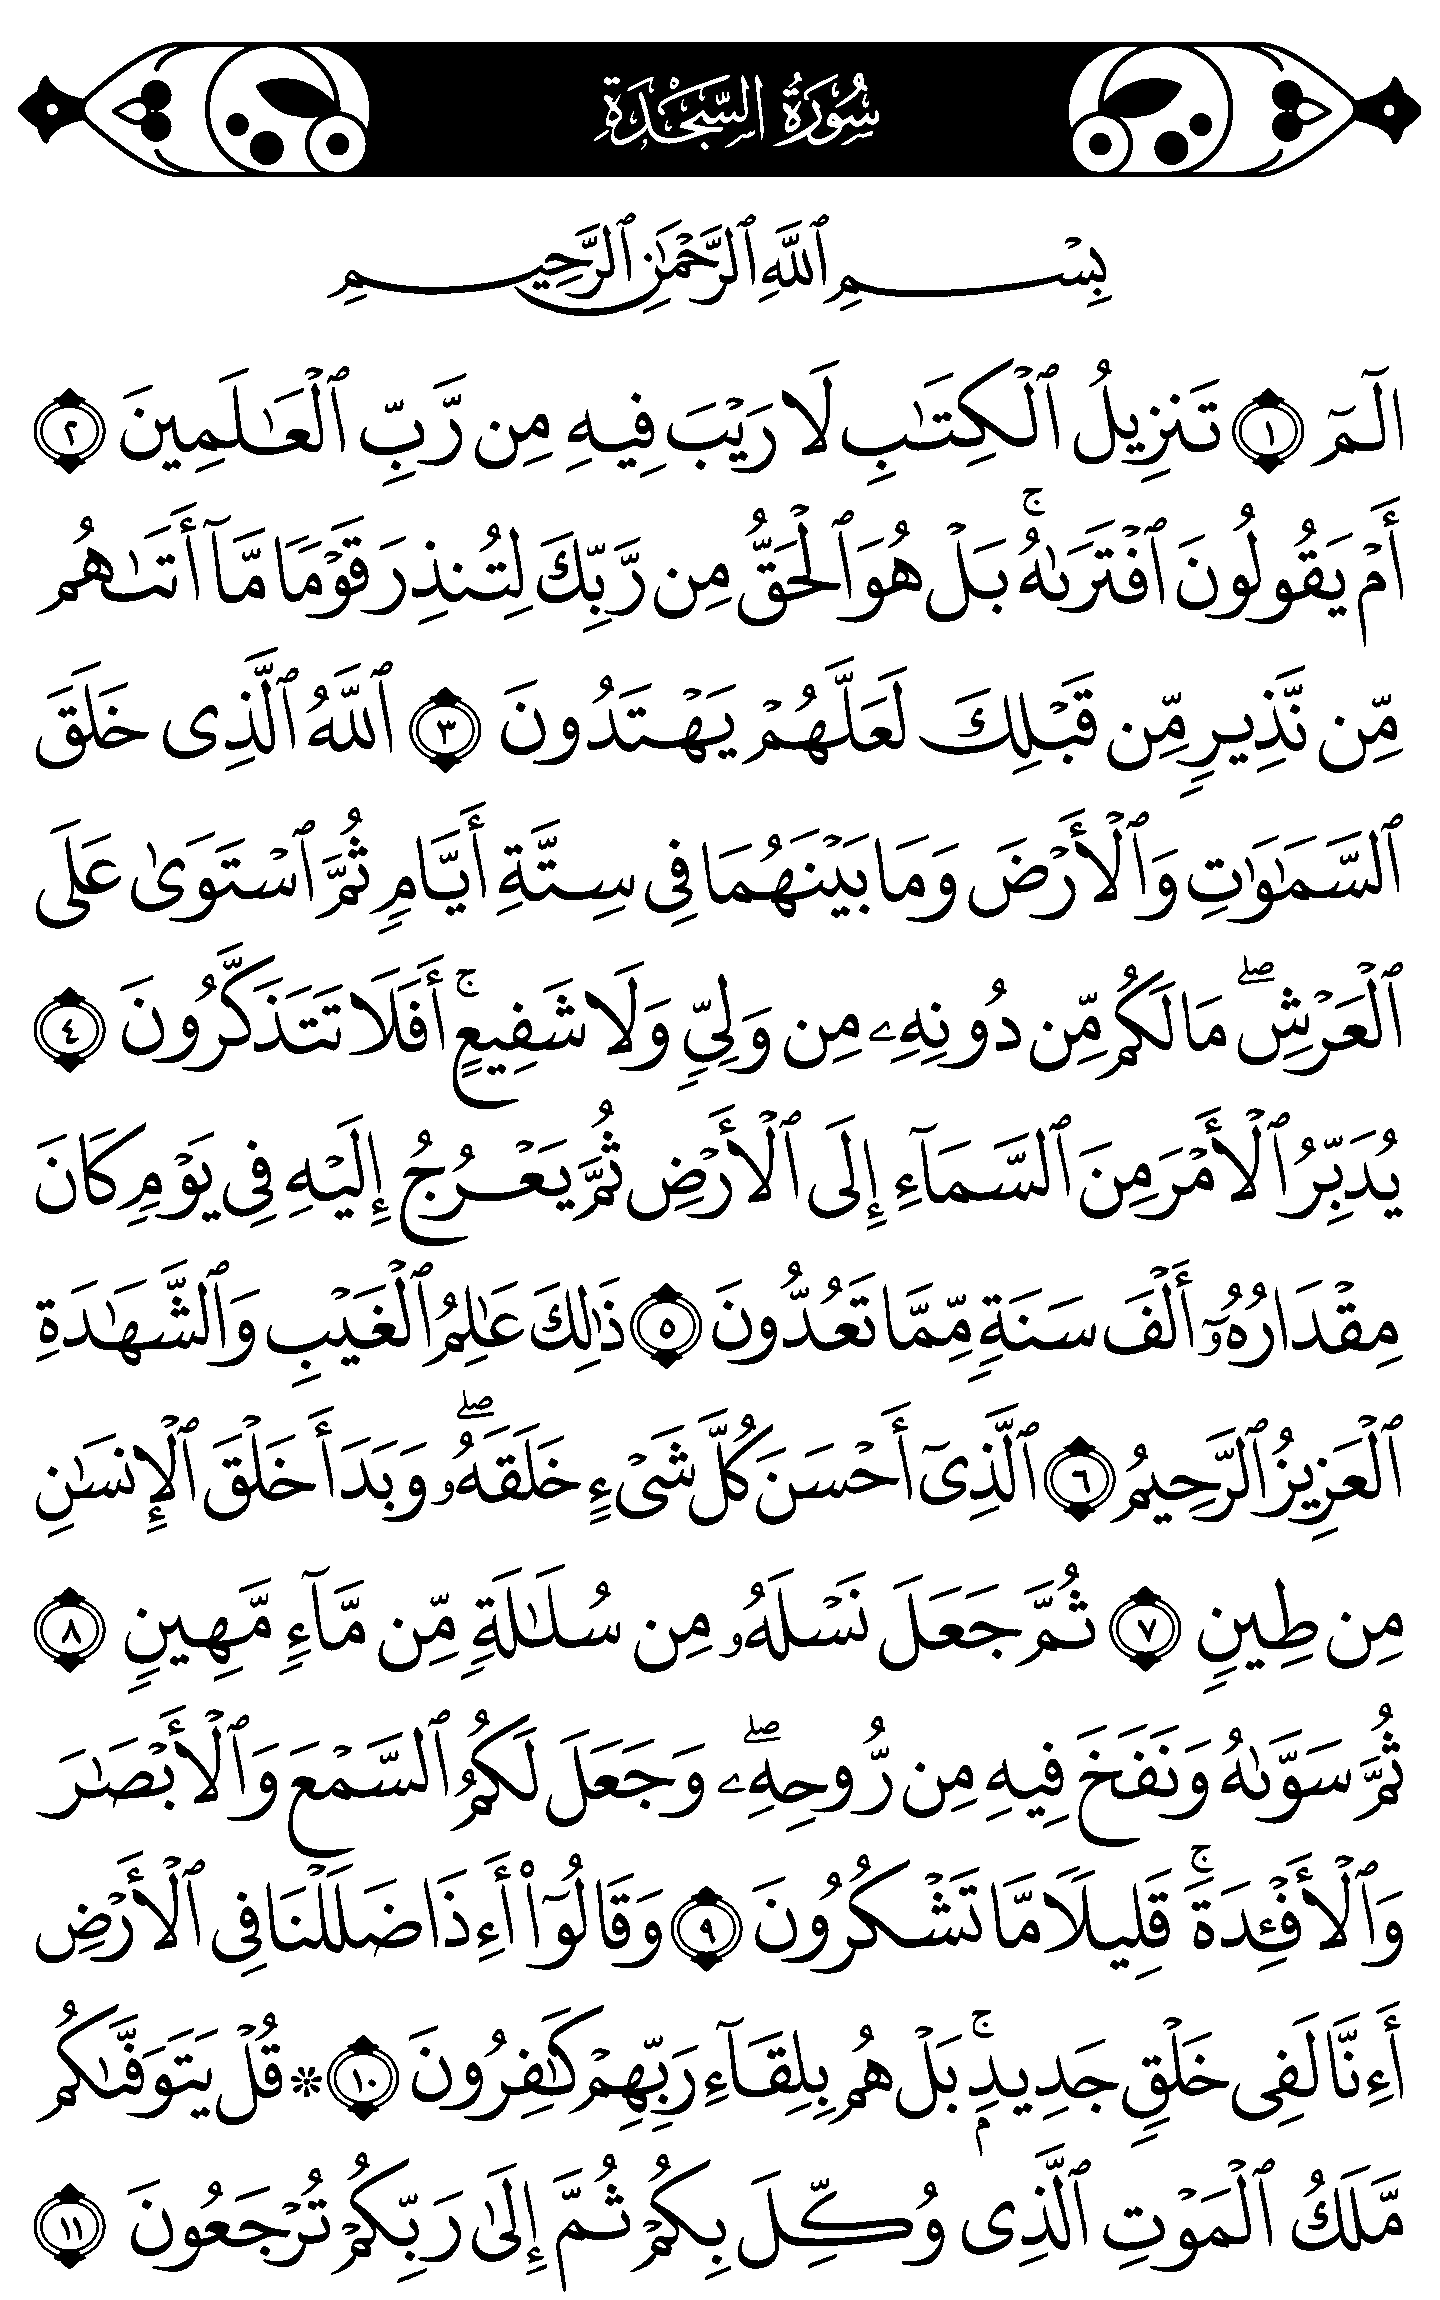 سُورَةُ السَّجْدَةِ
بِسْمِ ٱللَّهِ ٱلرَّحْمَٰنِ ٱلرَّحِيمِ
الٓمٓ ١ تَنزِيلُ ٱلْكِتَٰبِ لَا رَيْبَ فِيهِ مِن رَّبِّ ٱلْعَٰلَمِينَ ٢
أَمْ يَقُولُونَ ٱفْتَرَىٰهُ ۚ بَلْ هُوَ ٱلْحَقُّ مِن رَّبِّكَ لِتُنذِرَ قَوْمًا مَّآ أَتَىٰهُم
مِّن نَّذِيرٍ مِّن قَبْلِكَ لَعَلَّهُمْ يَهْتَدُونَ ٣ ٱللَّهُ ٱلَّذِى خَلَقَ
ٱلسَّمَٰوَٰتِ وَٱلْأَرْضَ وَمَا بَيْنَهُمَا فِى سِتَّةِ أَيَّامٍ ثُمَّ ٱسْتَوَىٰ عَلَى
ٱلْعَرْشِ ۖ مَا لَكُم مِّن دُونِهِۦ مِن وَلِىٍّ وَلَا شَفِيعٍ ۚ أَفَلَا تَتَذَكَّرُونَ ٤
يُدَبِّرُ ٱلْأَمْرَ مِنَ ٱلسَّمَآءِ إِلَى ٱلْأَرْضِ ثُمَّ يَعْرُجُ إِلَيْهِ فِى يَوْمٍ كَانَ
مِقْدَارُهُۥٓ أَلْفَ سَنَةٍ مِّمَّا تَعُدُّونَ ٥ ذَٰلِكَ عَٰلِمُ ٱلْغَيْبِ وَٱلشَّهَٰدَةِ
ٱلْعَزِيزُ ٱلرَّحِيمُ ٦ ٱلَّذِىٓ أَحْسَنَ كُلَّ شَىْءٍ خَلَقَهُۥ ۖ وَبَدَأَ خَلْقَ ٱلْإِنسَٰنِ
مِن طِينٍ ٧ ثُمَّ جَعَلَ نَسْلَهُۥ مِن سُلَٰلَةٍ مِّن مَّآءٍ مَّهِينٍ ٨
ثُمَّ سَوَّىٰهُ وَنَفَخَ فِيهِ مِن رُّوحِهِۦ ۖ وَجَعَلَ لَكُمُ ٱلسَّمْعَ وَٱلْأَبْصَٰرَ
وَٱلْأَفْـِٔدَةَ ۚ قَلِيلًا مَّا تَشْكُرُونَ ٩ وَقَالُوٓا۟ أَءِذَا ضَلَلْنَا فِى ٱلْأَرْضِ
أَءِنَّا لَفِى خَلْقٍ جَدِيدٍۭ ۚ بَلْ هُم بِلِقَآءِ رَبِّهِمْ كَٰفِرُونَ ١٠ ۞ قُلْ يَتَوَفَّىٰكُم
مَّلَكُ ٱلْمَوْتِ ٱلَّذِى وُكِّلَ بِكُمْ ثُمَّ إِلَىٰ رَبِّكُمْ تُرْجَعُونَ ١١